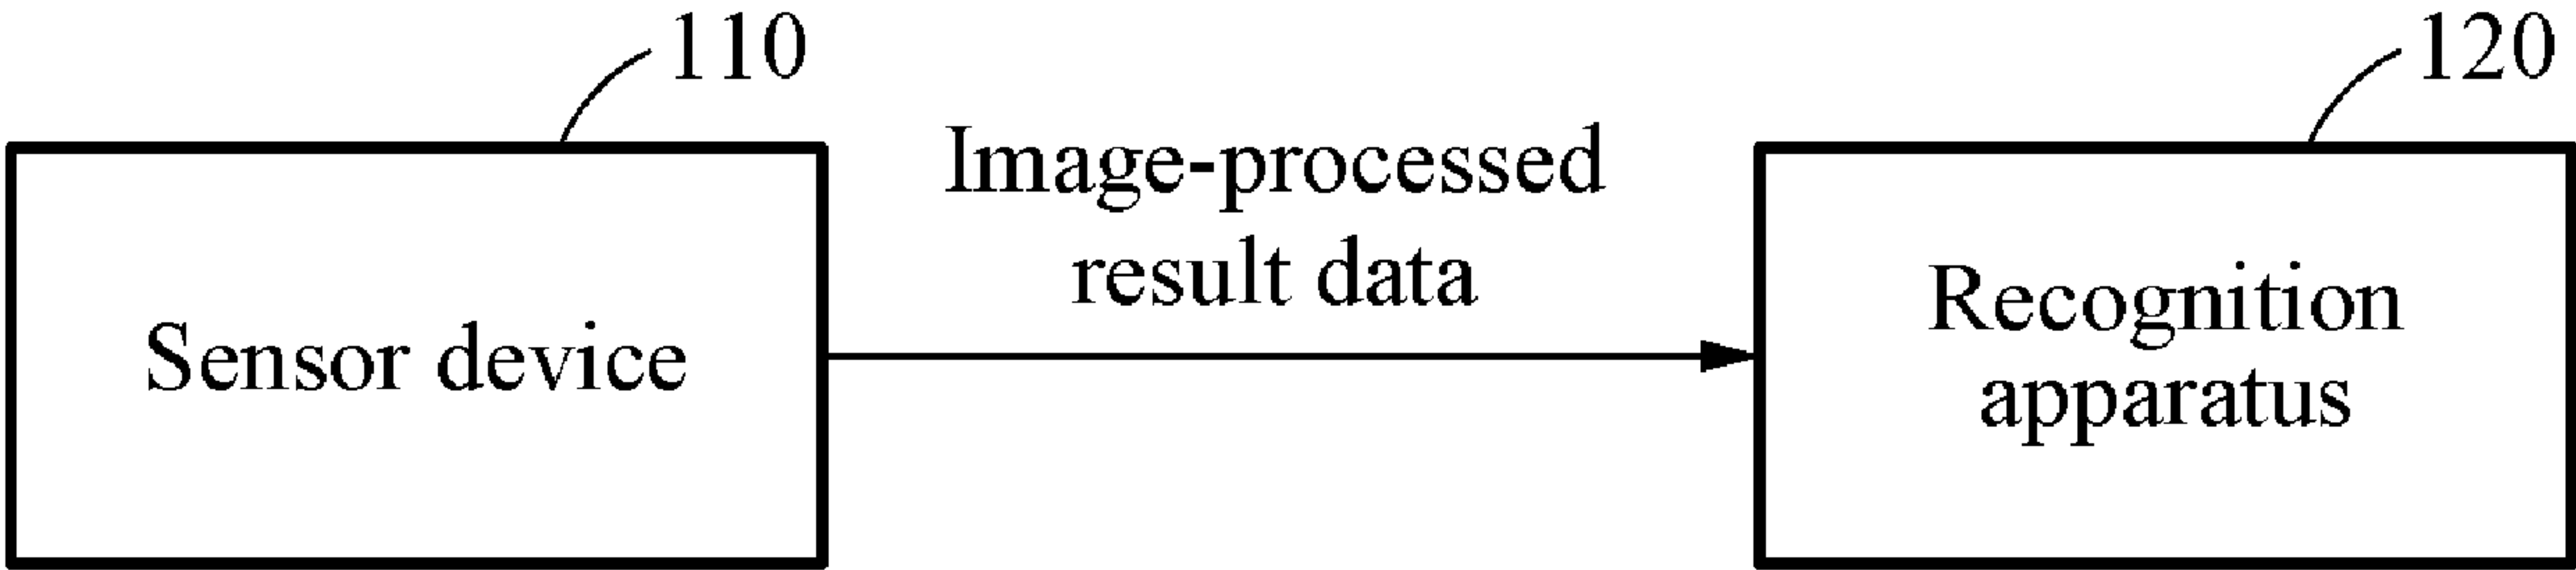 110
120
Image-processed
result data
Sensor device
Recognition
apparatus